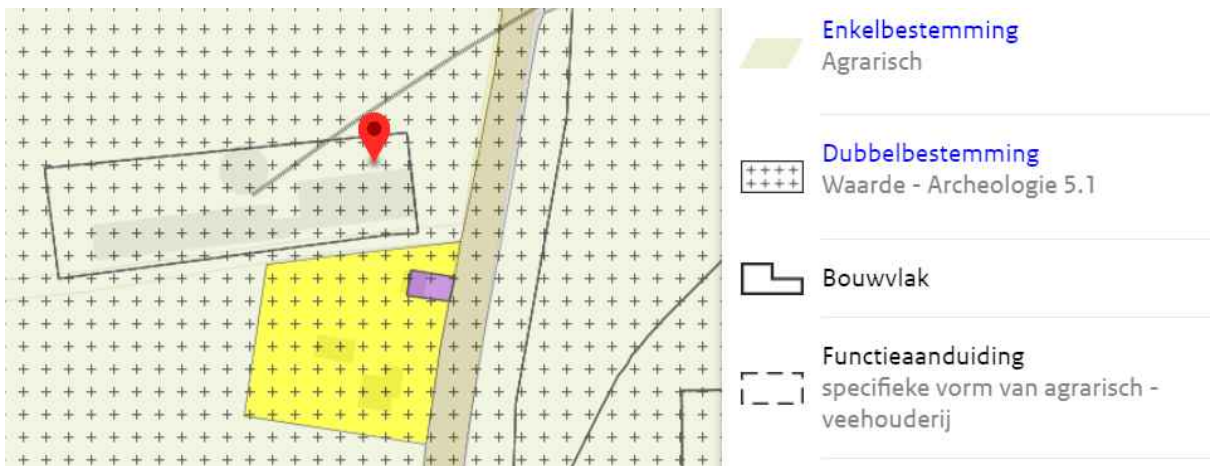 Enkelbestemming
Agrarisch
Dubbelbestemming
Waarde - Archeologie 5.1
Bouwvlak
Functieaanduiding
specifieke vorm van agrarisch -
veehouderij